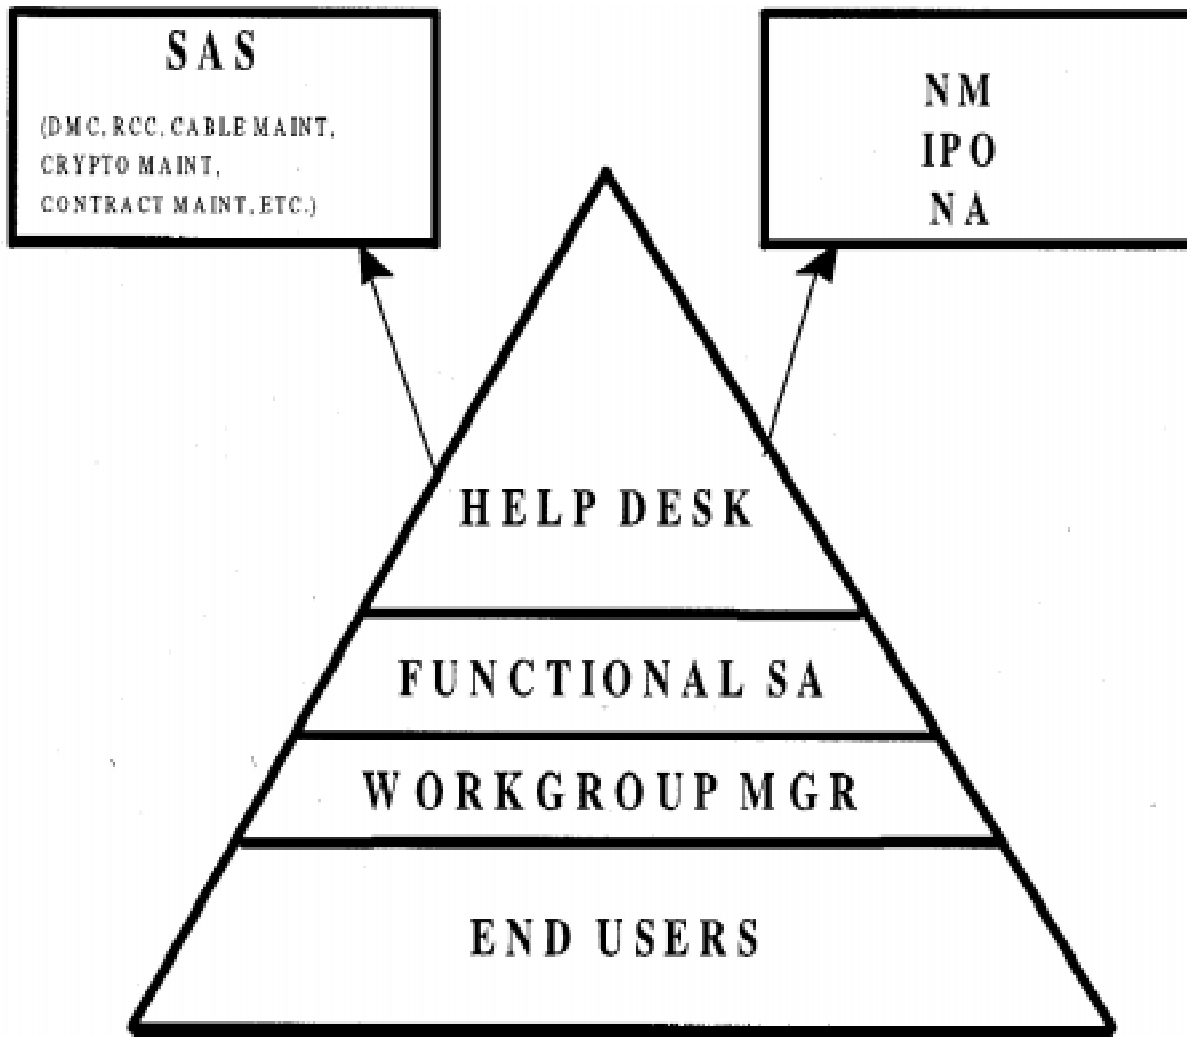 SAS
(DMC, RCC, CABLE MAINT,
CRYPTO MAINT,
CONTRACT MAINT, ETC.)
NM
IPO
NA
HELP DESK
FUNCTIONAL SA
WORKGROUP MGR
END USERS